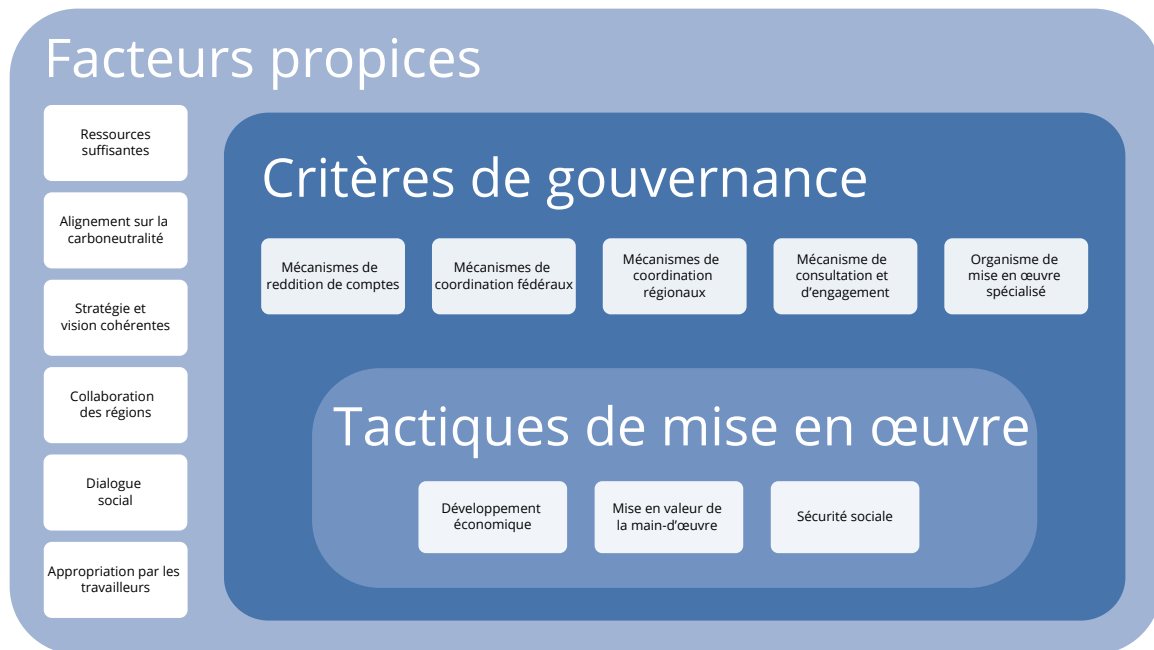 Facteurs propices
Ressources
suffisantes
Alignement sur la
carboneutralité
Stratégie et
vision cohérentes
Collaboration
des régions
Dialogue
social
Appropriation par les
travailleurs
Critères de gouvernance
Mécanismes de
reddition de comptes
Mécanismes de
coordination fédéraux
Mécanismes de
coordination
régionaux
Mécanisme de
consultation et
d’engagement
Organisme de
mise en œuvre
spécialisé
Tactiques de mise en œuvre
Développement
économique
Mise en valeur de
la main-d’œuvre
Sécurité sociale